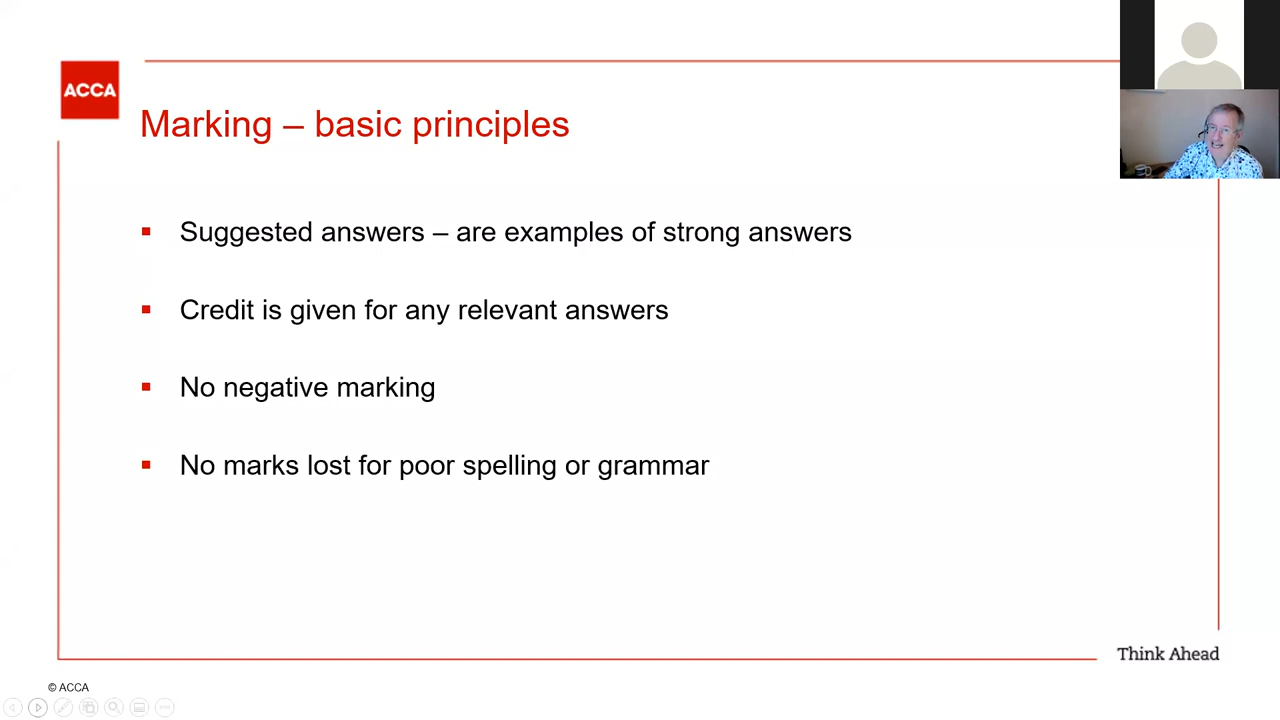 ACCA
Marking – basic principles
Suggested answers – are examples of strong answers
Credit is given for any relevant answers
No negative marking
No marks lost for poor spelling or grammar
Think Ahead
© ACCA